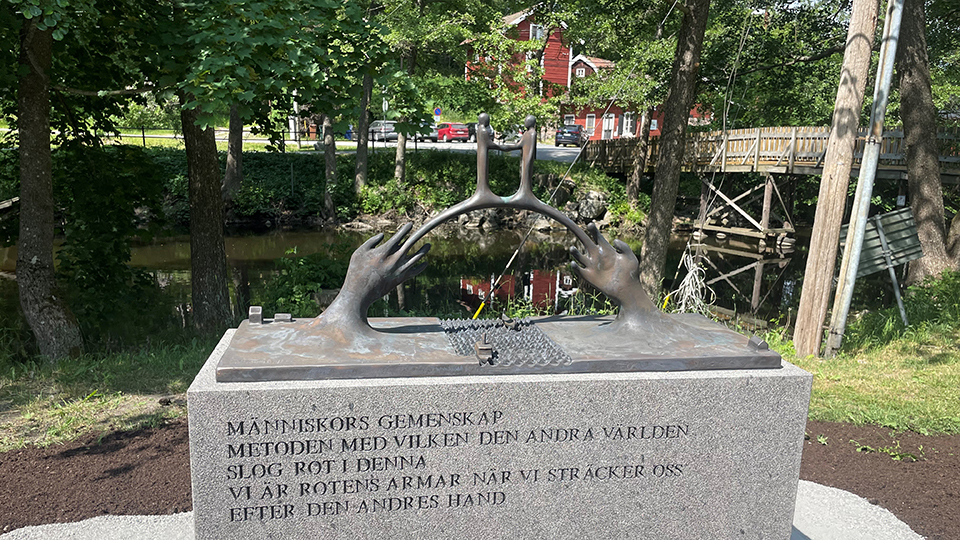 MÄNNISKORS GEMENSKAP
METODEN MED VILKEN DEN ANDRA VÄRLDEN
SLOG ROT I DENNA
VI ÄR ROTENS ARMAR NÄR VI STRÄCKER OSS
EFTER DEN ANDRES HAND